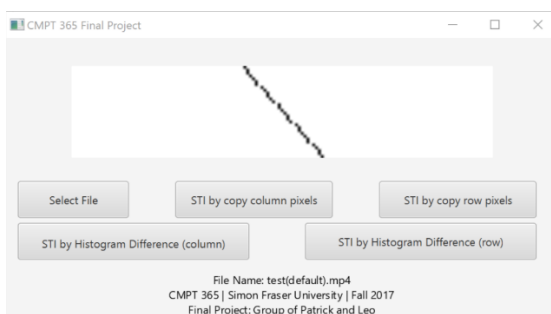 CMPT 365 Final Project
Select File
STI by copy column pixels
STI by copy row pixels
STI by Histogram Difference (column)
STI by Histogram Difference (row)
File Name: test(default).mp4
CMPT 365 | Simon Fraser University | Fall 2017
Final Project: Group of Patrick and Leo